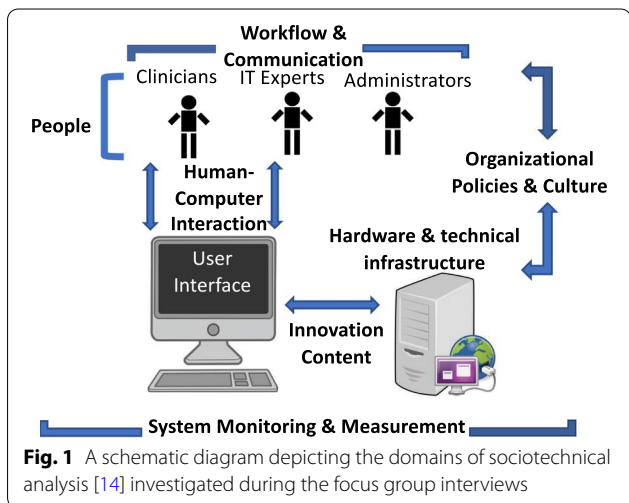 Workflow &
Communication
Clinicians IT Experts Administrators
People
Human-
Computer
Interaction
Organizational
Policies & Culture
User
Interface
Hardware & technical
infrastructure
Innovation
Content
System Monitoring & Measurement
Fig. 1 A schematic diagram depicting the domains of sociotechnical
analysis [14] investigated during the focus group interviews